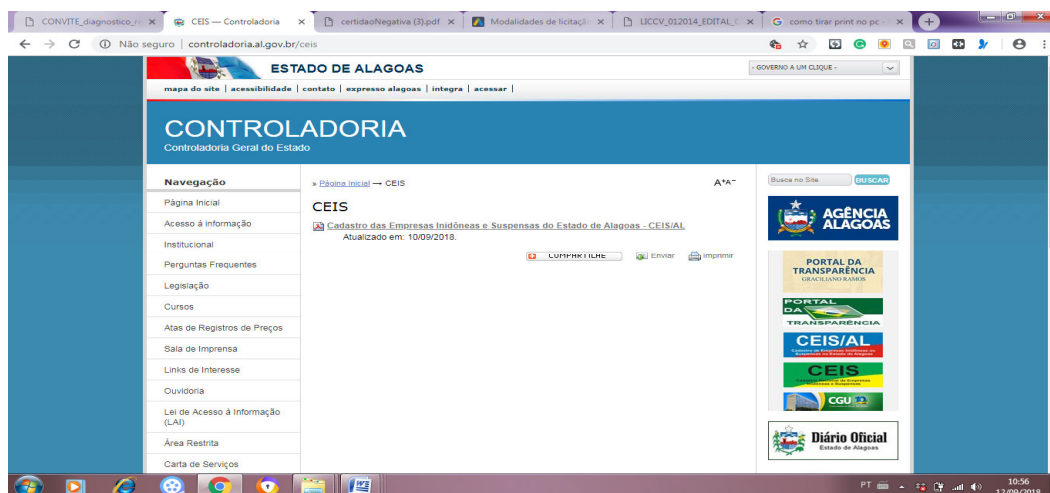 CONVITE_diagnostico_ri
CEIS — Controladoria
certidaoNegativa (3).pdf
Modalidades de licitaçã
LICCV_012014_EDITAL_C
como tirar print no pc -
Não seguro | controladoria.al.gov.br/ceis
ESTADO DE ALAGOAS
- GOVERNO A UM CLIQUE -
mapa do site | acessibilidade | contato | expresso alagoas | integra | acessar |
CONTROLADORIA
Controladoria Geral do Estado
Navegação
Página Inicial
Acesso á informação
Institucional
Perguntas Frequentes
Legislação
Cursos
Atas de Registros de Preços
Sala de Imprensa
Links de Interesse
Ouvidoria
Lei de Acesso á Informação
(LAI)
Área Restrita
Carta de Serviços
» Página Inicial → CEIS
A+A-
CEIS
Cadastro das Empresas Inidôneas e Suspensas do Estado de Alagoas - CEIS/AL
Atualizado em: 10/09/2018.
COMPARTILHE
Enviar
imprimir
Busca no Site
BUSCAR
AGÊNCIA
ALAGOAS
PORTAL DA
TRANSPARÊNCIA
GRACILIANO RAMOS
PORTAL
DA
TRANSPARÊNCIA
CEIS/AL
CEIS
CGU
Diário Oficial
Estado de Alagoas
PT
10:56
12/09/2018